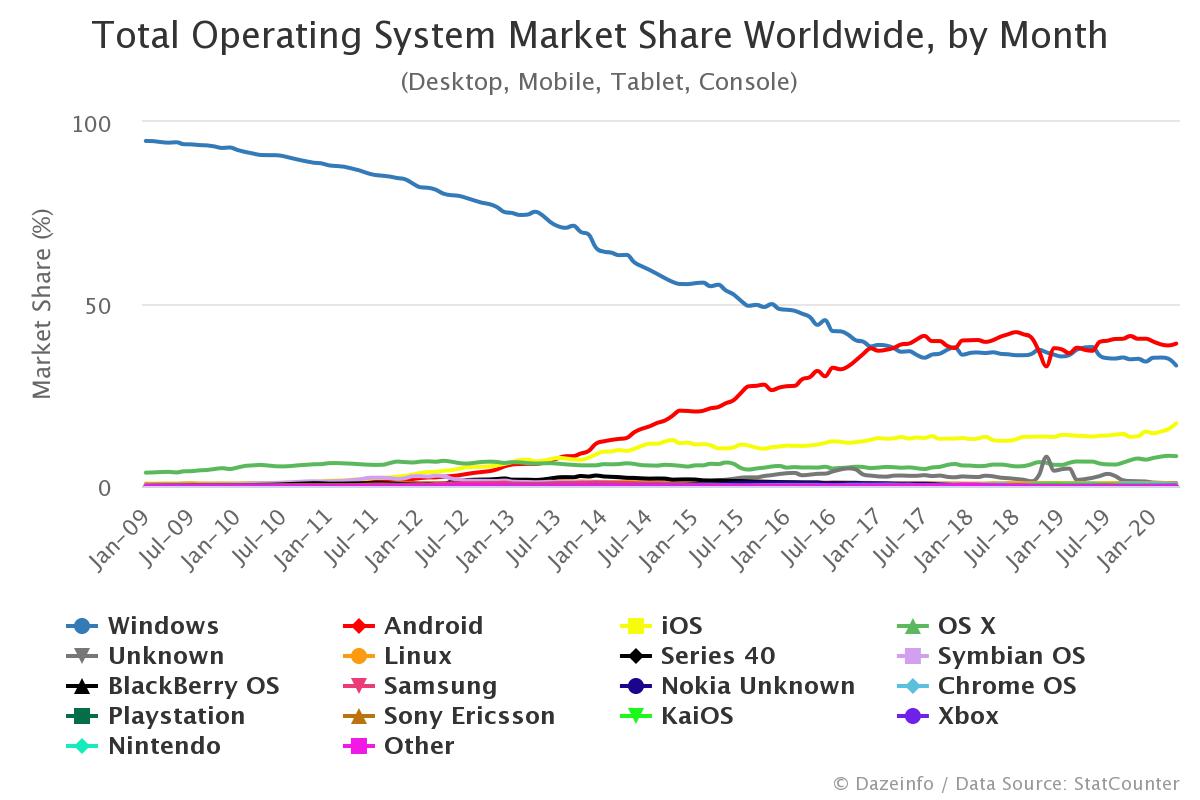 Total Operating System Market Share Worldwide, by Month
(Desktop, Mobile, Tablet, Console)
Market Share (%)
100
50
0
Jan-09 Jul-09 Jan-10 Jul-10 Jan-11 Jul-11 Jan-12 Jul-12 Jan-13 Jul-13 Jan-14 Jul-14 Jan-15 Jul-15 Jan-16 Jul-16 Jan-17 Jul-17 Jan-18 Jul-18 Jan-19 Jul-19 Jan-20
Windows Android iOS OS X
Unknown Linux Series 40 Symbian OS
BlackBerry OS Samsung Nokia Unknown Chrome OS
Playstation Sony Ericsson KaiOS Xbox
Nintendo Other
© Dazeinfo / Data Source: StatCounter